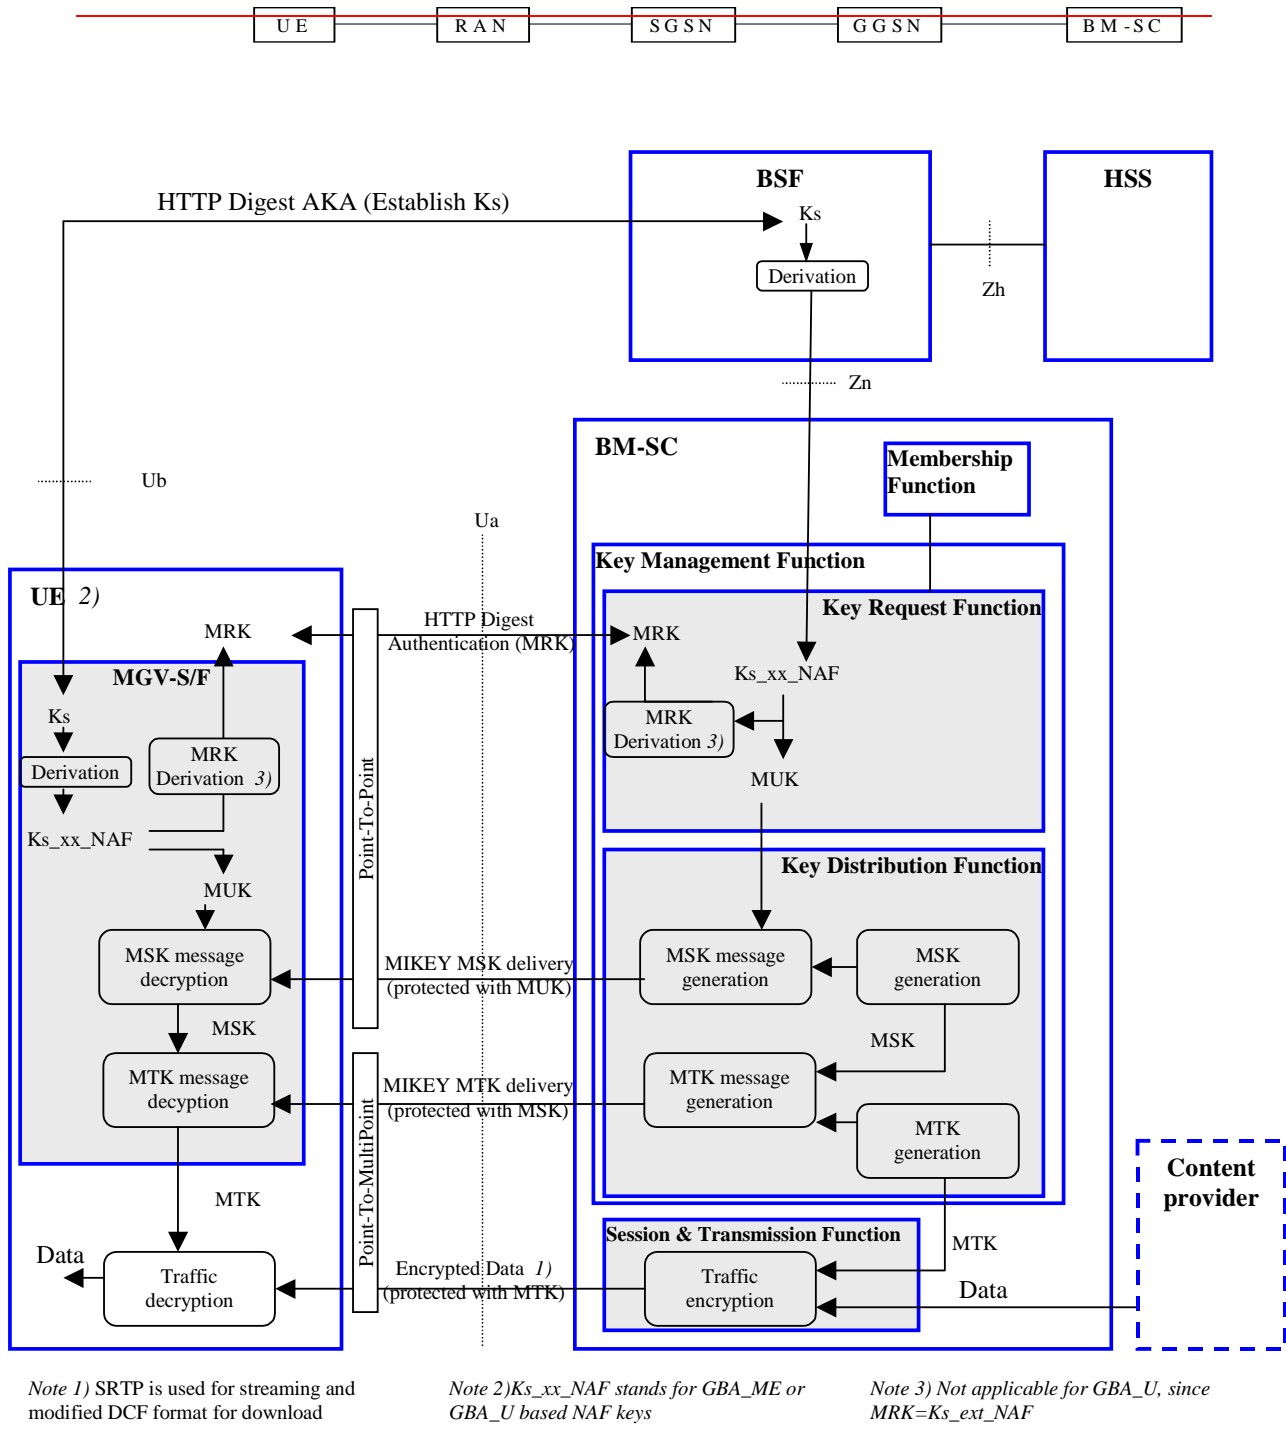 UE RAN SGSN GGSN BM-SC
BSF
HSS
HTTP Digest AKA (Establish Ks)
Ks
Derivation
Zh
Zn
BM-SC
Membership
Function
Ub
Ua
Key Management Function
UE 2)
Key Request Function
MRK
HTTP Digest
Authentication (MRK)
MRK
MGV-S/F
Ks_xx_NAF
Ks
MRK
Derivation 3)
MRK
Derivation 3)
Derivation
MUK
Ks_xx_NAF
Point-To-Point
Key Distribution Function
MUK
MSK message
decryption
MIKEY MSK delivery
(protected with MUK)
MSK message
generation
MSK
generation
MSK
MSK
MTK message
decyption
MIKEY MTK delivery
(protected with MSK)
MTK message
generation
MTK
generation
Point-To-MultiPoint
Content
provider
MTK
Session & Transmission Function
MTK
Data
Traffic
decryption
Encrypted Data 1)
(protected with MTK)
Traffic
encryption
Data
Note 1) SRTP is used for streaming and
modified DCF format for download
Note 2)Ks_xx_NAF stands for GBA_ME or
GBA_U based NAF keys
Note 3) Not applicable for GBA_U, since
MRK=Ks_ext_NAF